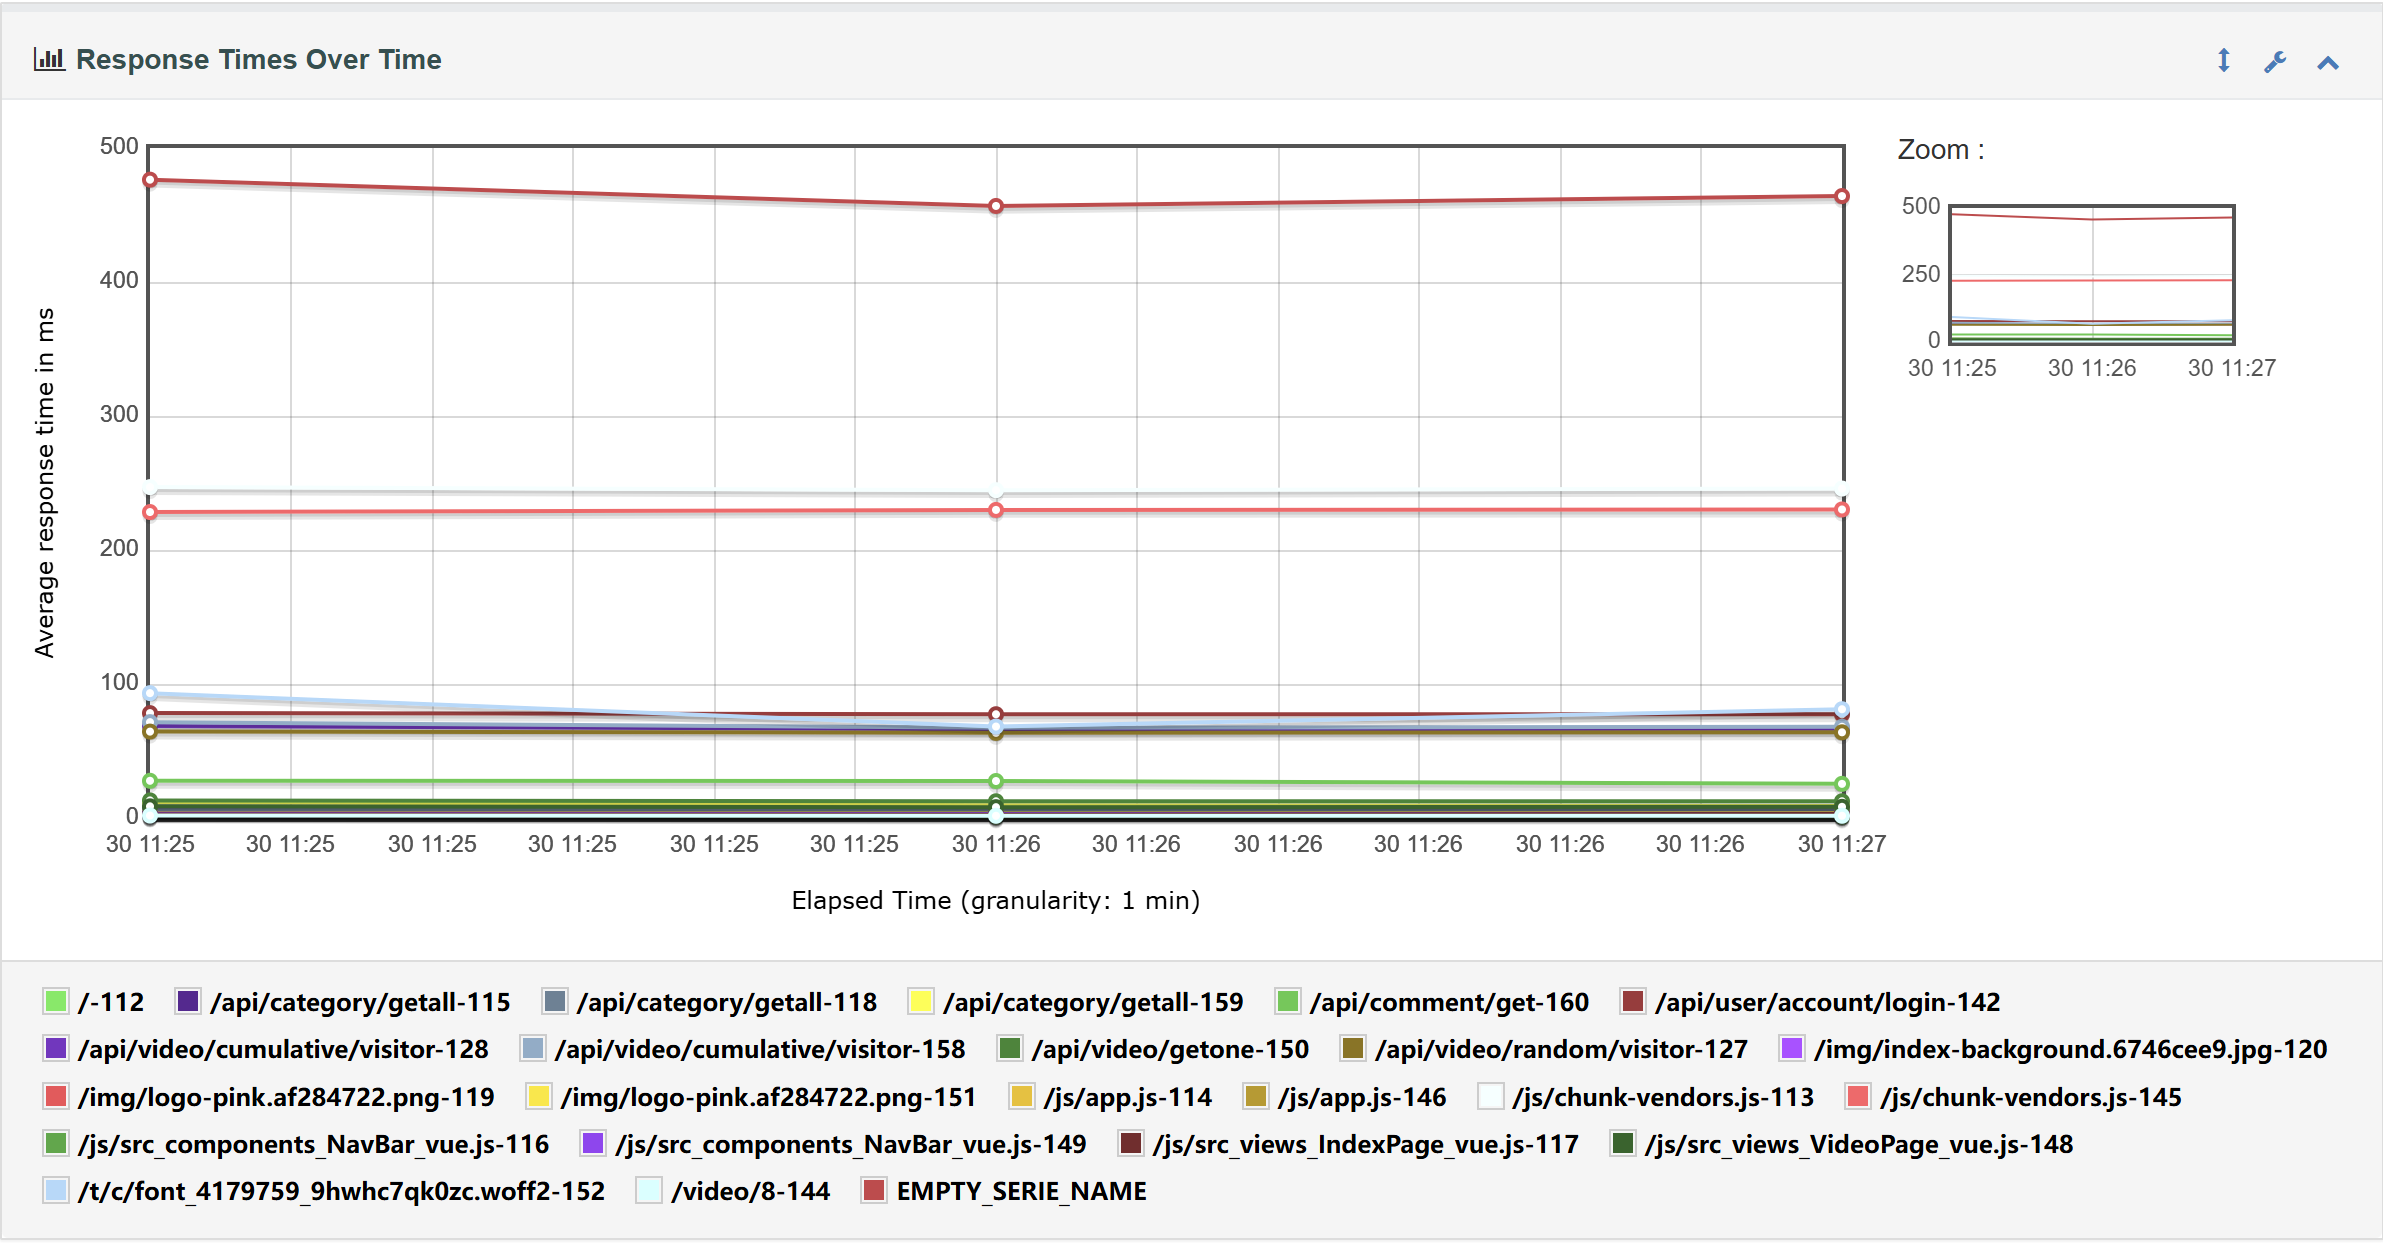 Response Times Over Time
500
400
300
200
100
0
Average response time in ms
30 11:25 30 11:25 30 11:25 30 11:25 30 11:25 30 11:25 30 11:26 30 11:26 30 11:26 30 11:26 30 11:26 30 11:26 30 11:27
Elapsed Time (granularity: 1 min)
Zoom :
500
250
0
30 11:25 30 11:26 30 11:27
/-112 /api/category/getall-115 /api/category/getall-118 /api/category/getall-159 /api/comment/get-160 /api/user/account/login-142
/api/video/cumulative/visitor-128 /api/video/cumulative/visitor-158 /api/video/getone-150 /api/video/random/visitor-127 /img/index-background.6746cee9.jpg-120
/img/logo-pink.af284722.png-119 /img/logo-pink.af284722.png-151 /js/app.js-114 /js/app.js-146 /js/chunk-vendors.js-113 /js/chunk-vendors.js-145
/js/src_components_NavBar_vue.js-116 /js/src_components_NavBar_vue.js-149 /js/src_views_IndexPage_vue.js-117 /js/src_views_VideoPage_vue.js-148
/t/c/font_4179759_9hwhc7qk0zc.woff2-152 /video/8-144 EMPTY_SERIE_NAME